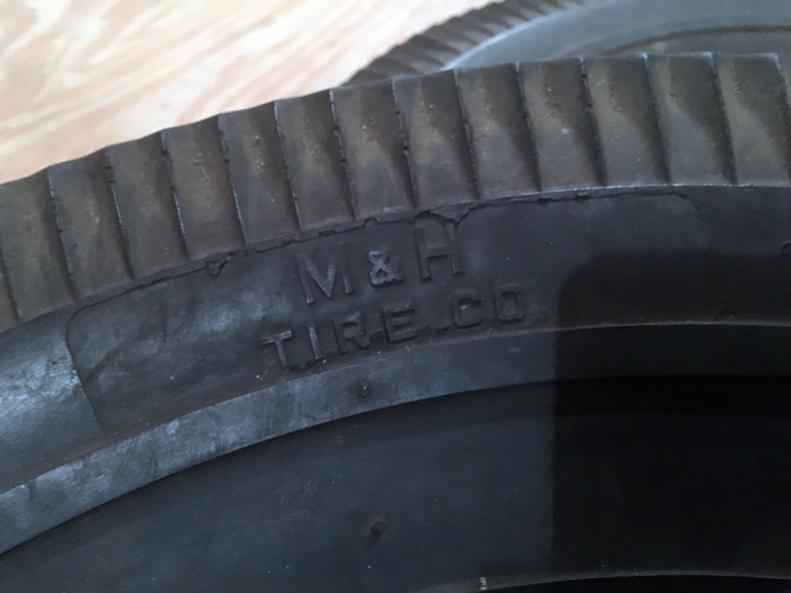 M & H
TIRE CO.